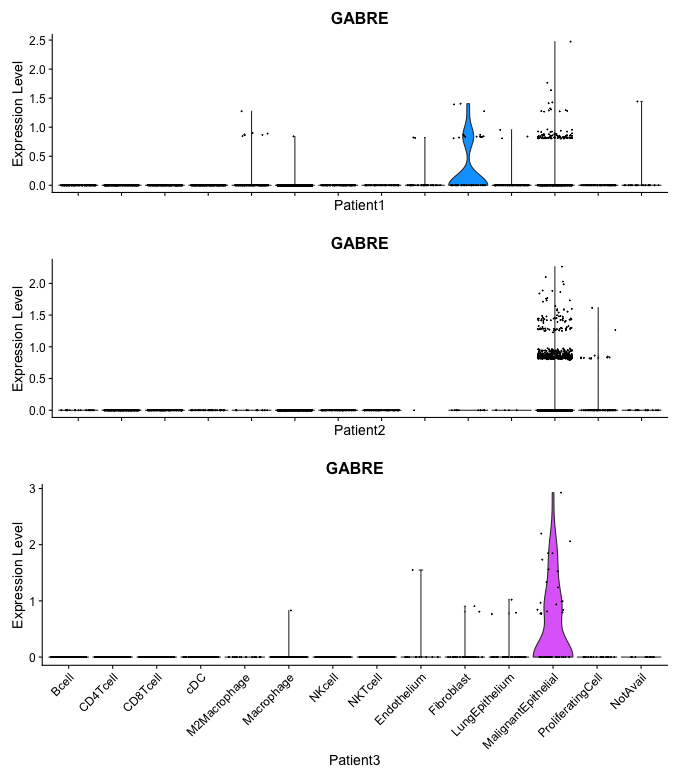 GABRE
Expression Level
2.5
2.0
1.5
1.0
0.5
0.0
Patient1
GABRE
Expression Level
2.0
1.5
1.0
0.5
0.0
Patient2
GABRE
Expression Level
3
2
1
0
Bcell
CD4Tcell
CD8Tcell
cDC
M2Macrophage
Macrophage
NKcell
NKTcell
Endothelium
Fibroblast
LungEpithelium
MalignantEpithelial
ProliferatingCell
NotAvail
Patient3